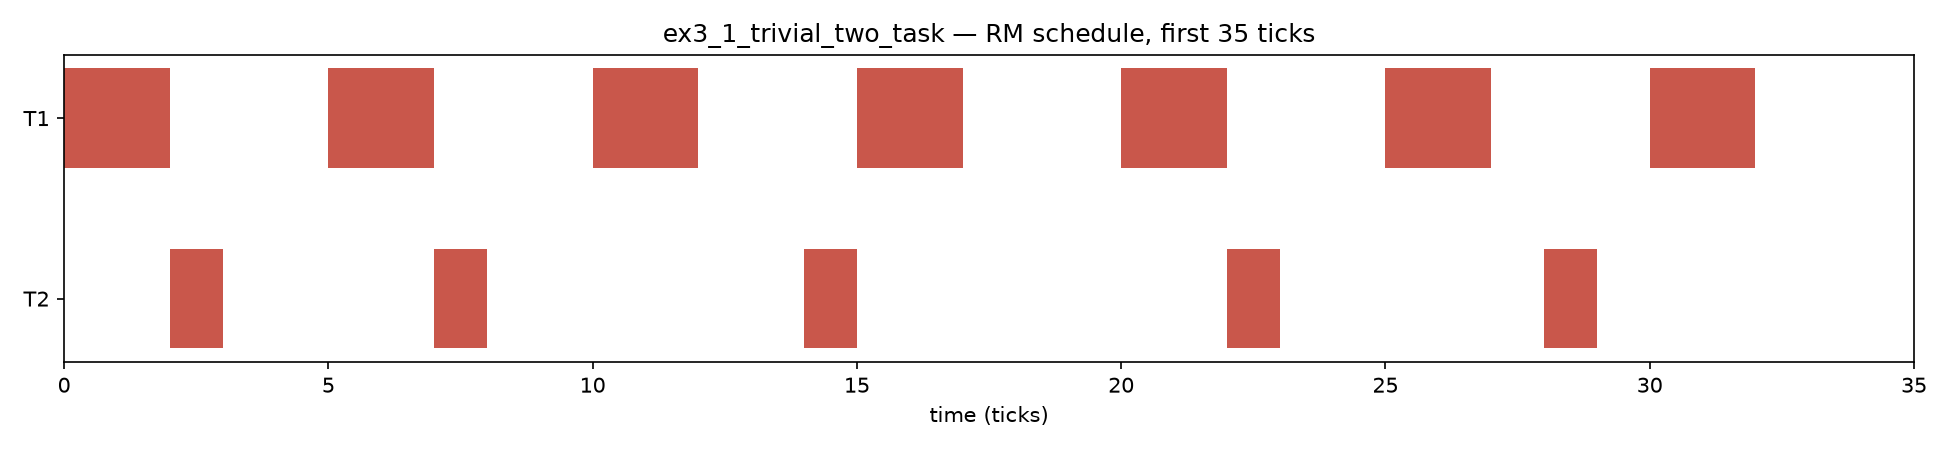 ex3_1_trivial_two_task — RM schedule, first 35 ticks
T1
T2
0 5 10 15 20 25 30 35
time (ticks)